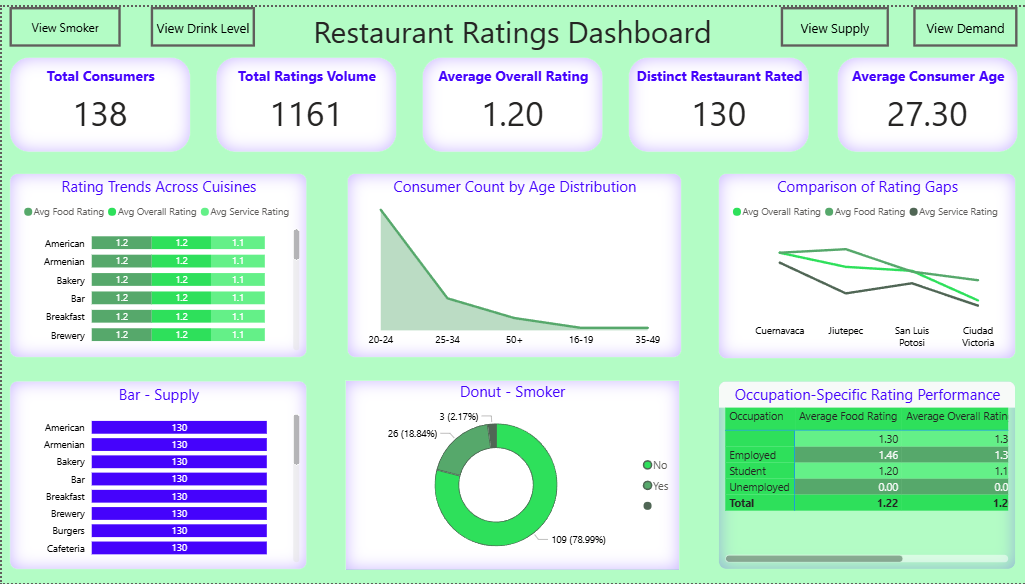 View Smoker
View Drink Level
Restaurant Ratings Dashboard
View Supply
View Demand
Total Consumers
138
Total Ratings Volume
1161
Average Overall Rating
1.20
Distinct Restaurant Rated
130
Average Consumer Age
27.30
Rating Trends Across Cuisines
Avg Food Rating Avg Overall Rating Avg Service Rating
American 1.2 1.2 1.1
Armenian 1.2 1.2 1.1
Bakery 1.2 1.2 1.1
Bar 1.2 1.2 1.1
Breakfast 1.2 1.2 1.1
Brewery 1.2 1.2 1.1
Consumer Count by Age Distribution
20-24 25-34 50+ 16-19 35-49
Comparison of Rating Gaps
Avg Overall Rating Avg Food Rating Avg Service Rating
Cuernavaca Jiutepec San Luis Ciudad
Potosi Victoria
Bar - Supply
American 130
Armenian 130
Bakery 130
Bar 130
Breakfast 130
Brewery 130
Burgers 130
Cafeteria 130
Donut - Smoker
3 (2.17%)
26 (18.84%)
109 (78.99%)
No
Yes
Occupation-Specific Rating Performance
Occupation Average Food Rating Average Overall Ratin
1.30 1.3
Employed 1.46 1.3
Student 1.20 1.1
Unemployed 0.00 0.0
Total 1.22 1.2